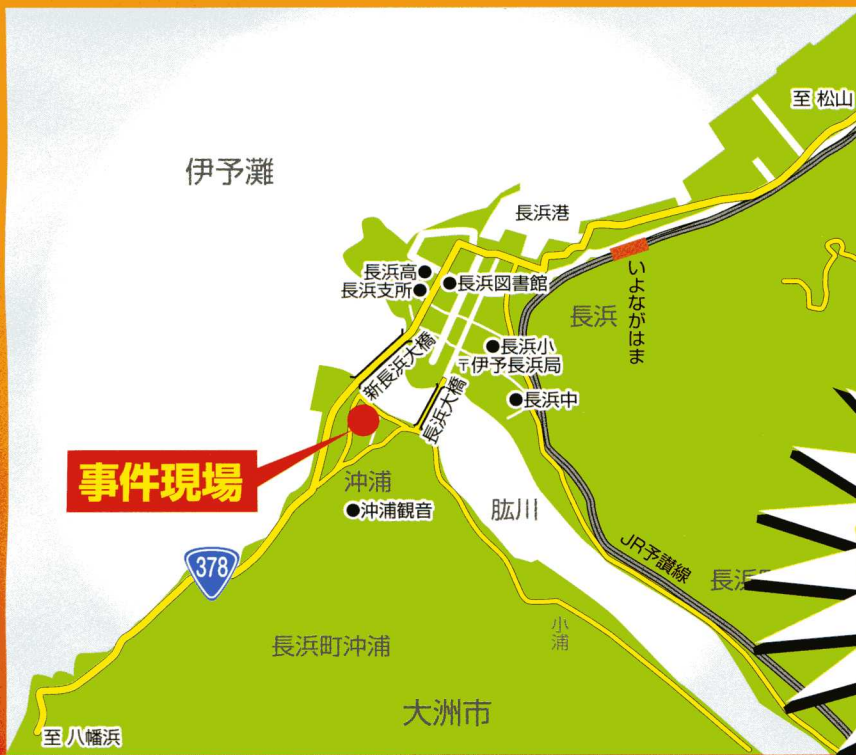 至 松山
伊予灘
長浜港
長浜高
長浜支所
長浜図書館
いよながはま
長浜
長浜小
〒伊予長浜局
新長浜大橋
長浜大橋
長浜中
事件現場
沖浦
沖浦観音
肱川
378
JR予讃線
長浜町
小浦
長浜町沖浦
大洲市
至 八幡浜